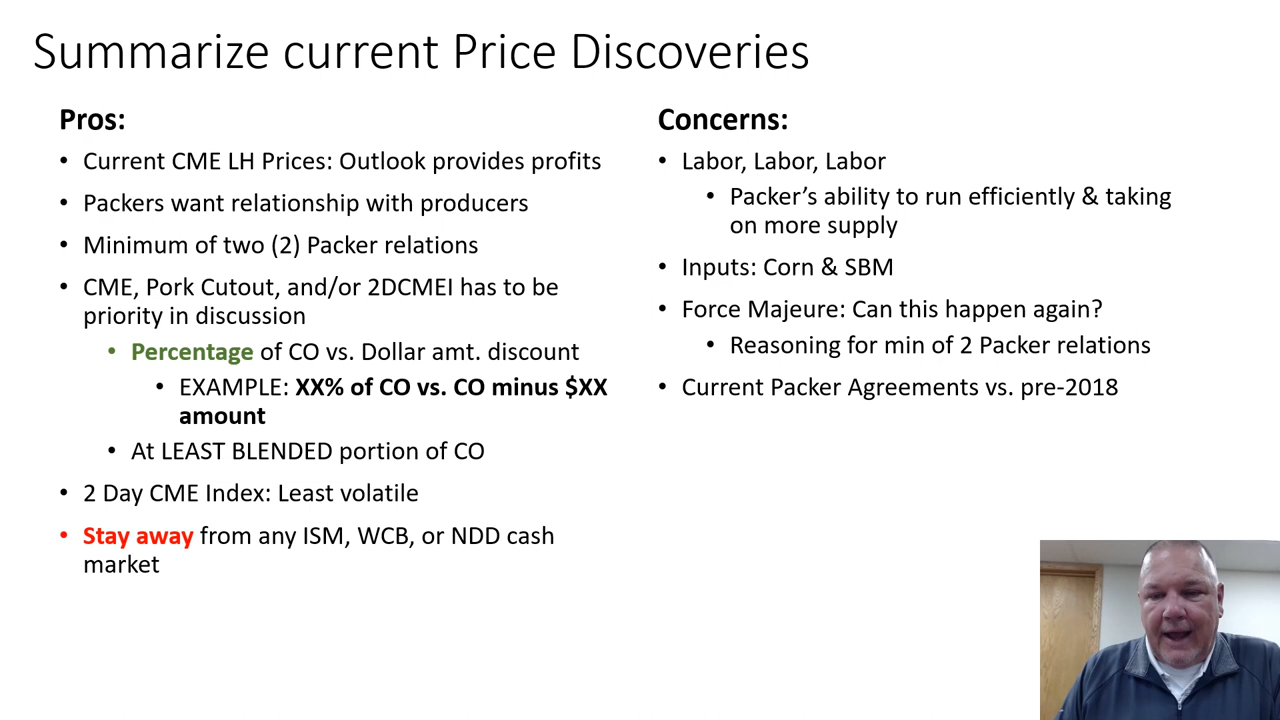 Summarize current Price Discoveries
Pros:
• Current CME LH Prices: Outlook provides profits
• Packers want relationship with producers
• Minimum of two (2) Packer relations
• CME, Pork Cutout, and/or 2DCMEI has to be
priority in discussion
• Percentage of CO vs. Dollar amt. discount
• EXAMPLE: XX% of CO vs. CO minus $XX
amount
• At LEAST BLENDED portion of CO
• 2 Day CME Index: Least volatile
• Stay away from any ISM, WCB, or NDD cash
market
Concerns:
• Labor, Labor, Labor
• Packer’s ability to run efficiently & taking
on more supply
• Inputs: Corn & SBM
• Force Majeure: Can this happen again?
• Reasoning for min of 2 Packer relations
• Current Packer Agreements vs. pre-2018